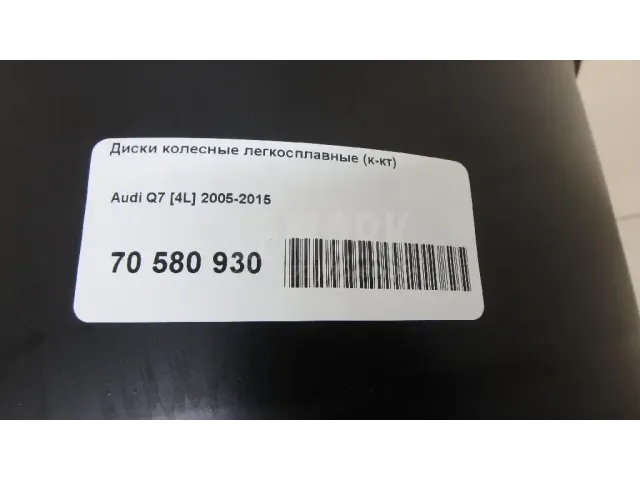 Диски колесные легкосплавные (к-кт)
Audi Q7 [4L] 2005-2015
70 580 930